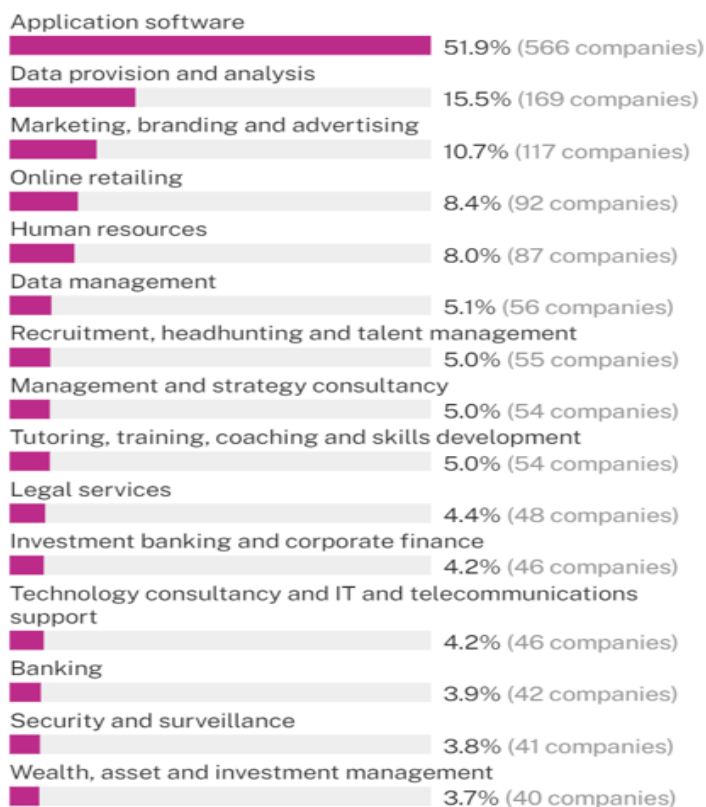 Application software
51.9% (566 companies)
Data provision and analysis
15.5% (169 companies)
Marketing, branding and advertising
10.7% (117 companies)
Online retailing
8.4% (92 companies)
Human resources
8.0% (87 companies)
Data management
5.1% (56 companies)
Recruitment, headhunting and talent management
5.0% (55 companies)
Management and strategy consultancy
5.0% (54 companies)
Tutoring, training, coaching and skills development
5.0% (54 companies)
Legal services
4.4% (48 companies)
Investment banking and corporate finance
4.2% (46 companies)
Technology consultancy and IT and telecommunications
support
4.2% (46 companies)
Banking
3.9% (42 companies)
Security and surveillance
3.8% (41 companies)
Wealth, asset and investment management
3.7% (40 companies)